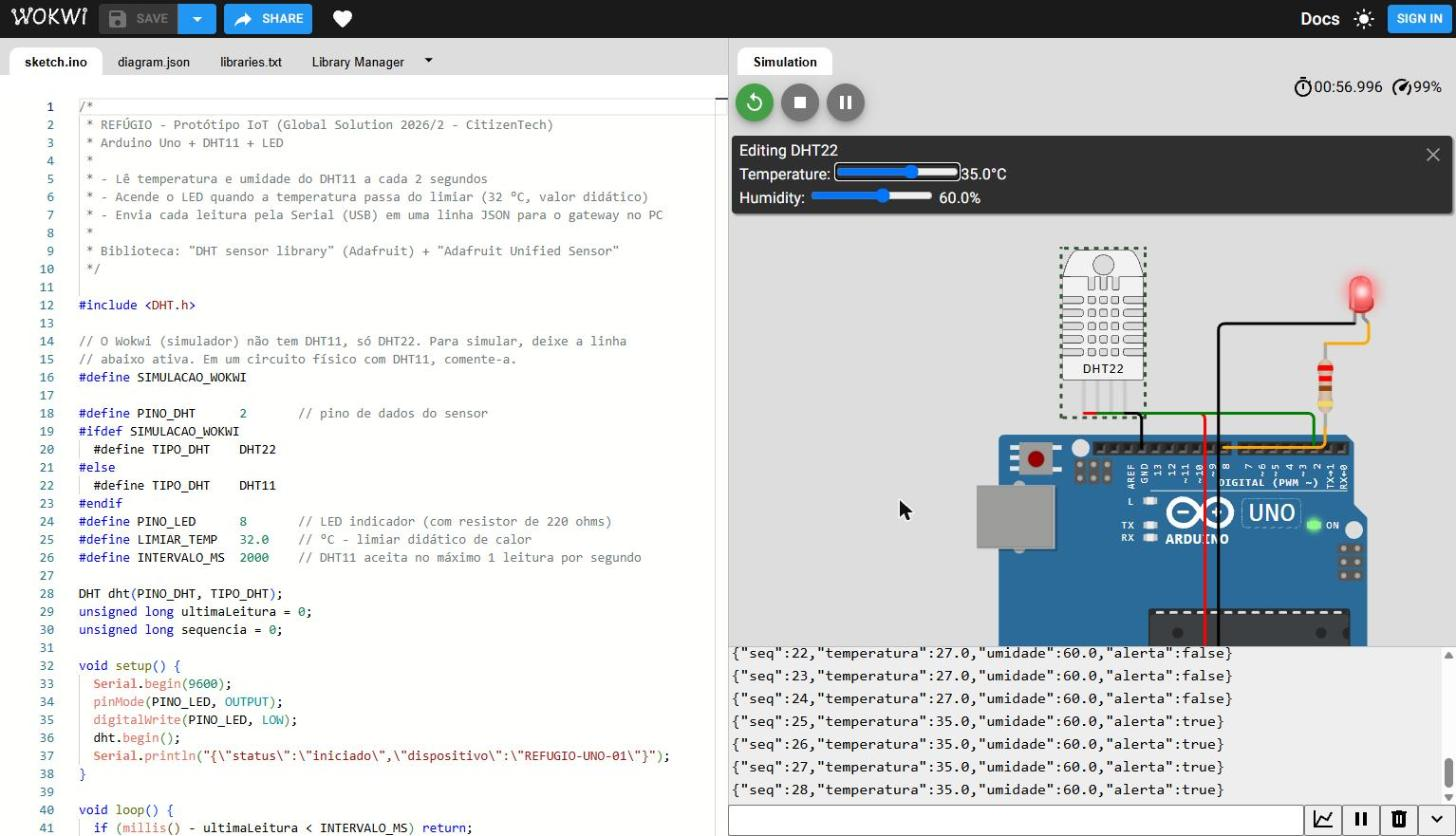 WOKWI SAVE SHARE Docs SIGN IN
sketch.ino diagram.json libraries.txt Library Manager
1 /*
2 * REFÚGIO - Protótipo IoT (Global Solution 2026/2 - CitizenTech)
3 * Arduino Uno + DHT11 + LED
4 *
5 * - Lê temperatura e umidade do DHT11 a cada 2 segundos
6 * - Acende o LED quando a temperatura passa do limiar (32 °C, valor didático)
7 * - Envia cada leitura pela Serial (USB) em uma linha JSON para o gateway no PC
8 *
9 * Biblioteca: "DHT sensor library" (Adafruit) + "Adafruit Unified Sensor"
10 */
11
12 #include <DHT.h>
13
14 // O Wokwi (simulador) não tem DHT11, só DHT22. Para simular, deixe a linha
15 // abaixo ativa. Em um circuito físico com DHT11, comente-a.
16 #define SIMULACAO_WOKWI
17
18 #define PINO_DHT 2 // pino de dados do sensor
19 #ifdef SIMULACAO_WOKWI
20 #define TIPO_DHT DHT22
21 #else
22 #define TIPO_DHT DHT11
23 #endif
24 #define PINO_LED 8 // LED indicador (com resistor de 220 ohms)
25 #define LIMIAR_TEMP 32.0 // °C - limiar didático de calor
26 #define INTERVALO_MS 2000 // DHT11 aceita no máximo 1 leitura por segundo
27
28 DHT dht(PINO_DHT, TIPO_DHT);
29 unsigned long ultimaLeitura = 0;
30 unsigned long sequencia = 0;
31
32 void setup() {
33 Serial.begin(9600);
34 pinMode(PINO_LED, OUTPUT);
35 digitalWrite(PINO_LED, LOW);
36 dht.begin();
37 Serial.println("{\"status\":\"iniciado\",\"dispositivo\":\"REFUGIO-UNO-01\"}");
38 }
39
40 void loop() {
41 if (millis() - ultimaLeitura < INTERVALO_MS) return;
Simulation
00:56.996 99%
Editing DHT22
Temperature: 35.0°C
Humidity: 60.0%
DHT22
AREF GND 13 12 ~11 ~10 ~9 8 7 ~6 ~5 4 ~3 2 TX→1 RX←0
DIGITAL (PWM ~)
L
UNO
TX ON
RX ARDUINO
{"seq":22,"temperatura":27.0,"umidade":60.0,"alerta":false}
{"seq":23,"temperatura":27.0,"umidade":60.0,"alerta":false}
{"seq":24,"temperatura":27.0,"umidade":60.0,"alerta":false}
{"seq":25,"temperatura":35.0,"umidade":60.0,"alerta":true}
{"seq":26,"temperatura":35.0,"umidade":60.0,"alerta":true}
{"seq":27,"temperatura":35.0,"umidade":60.0,"alerta":true}
{"seq":28,"temperatura":35.0,"umidade":60.0,"alerta":true}